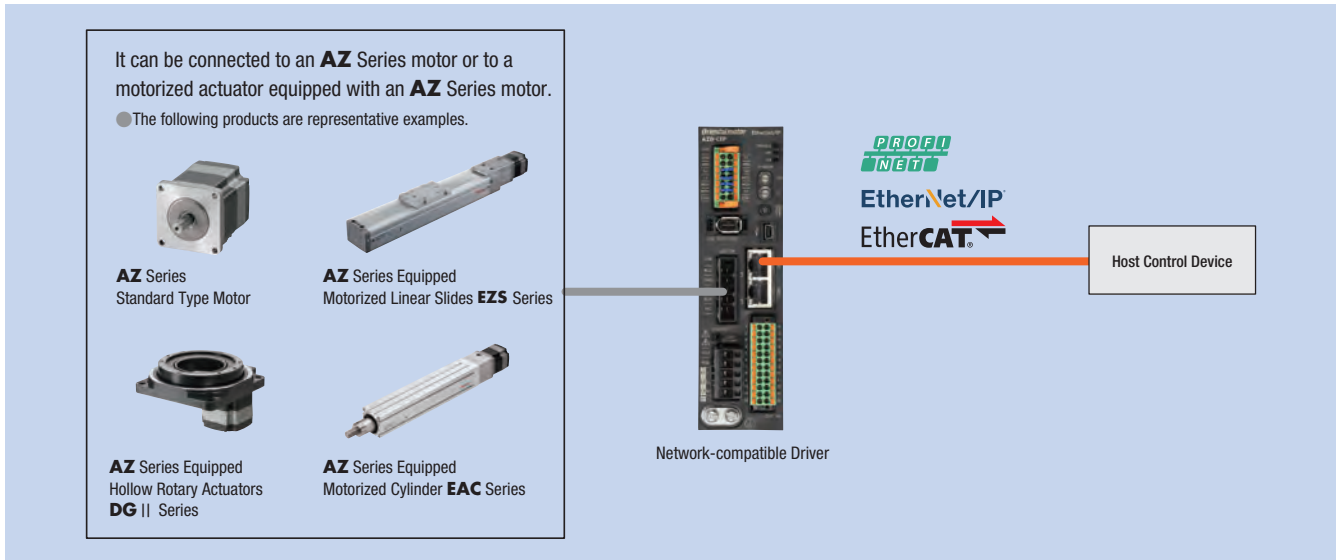 It can be connected to an AZ Series motor or to a
motorized actuator equipped with an AZ Series motor.
The following products are representative examples.
AZ Series
Standard Type Motor
AZ Series Equipped
Motorized Linear Slides EZS Series
AZ Series Equipped
Hollow Rotary Actuators
DG II Series
AZ Series Equipped
Motorized Cylinder EAC Series
EtherNet/IP
Network-compatible Driver
PROFI
NET
EtherNet/IP
EtherCAT®
Host Control Device